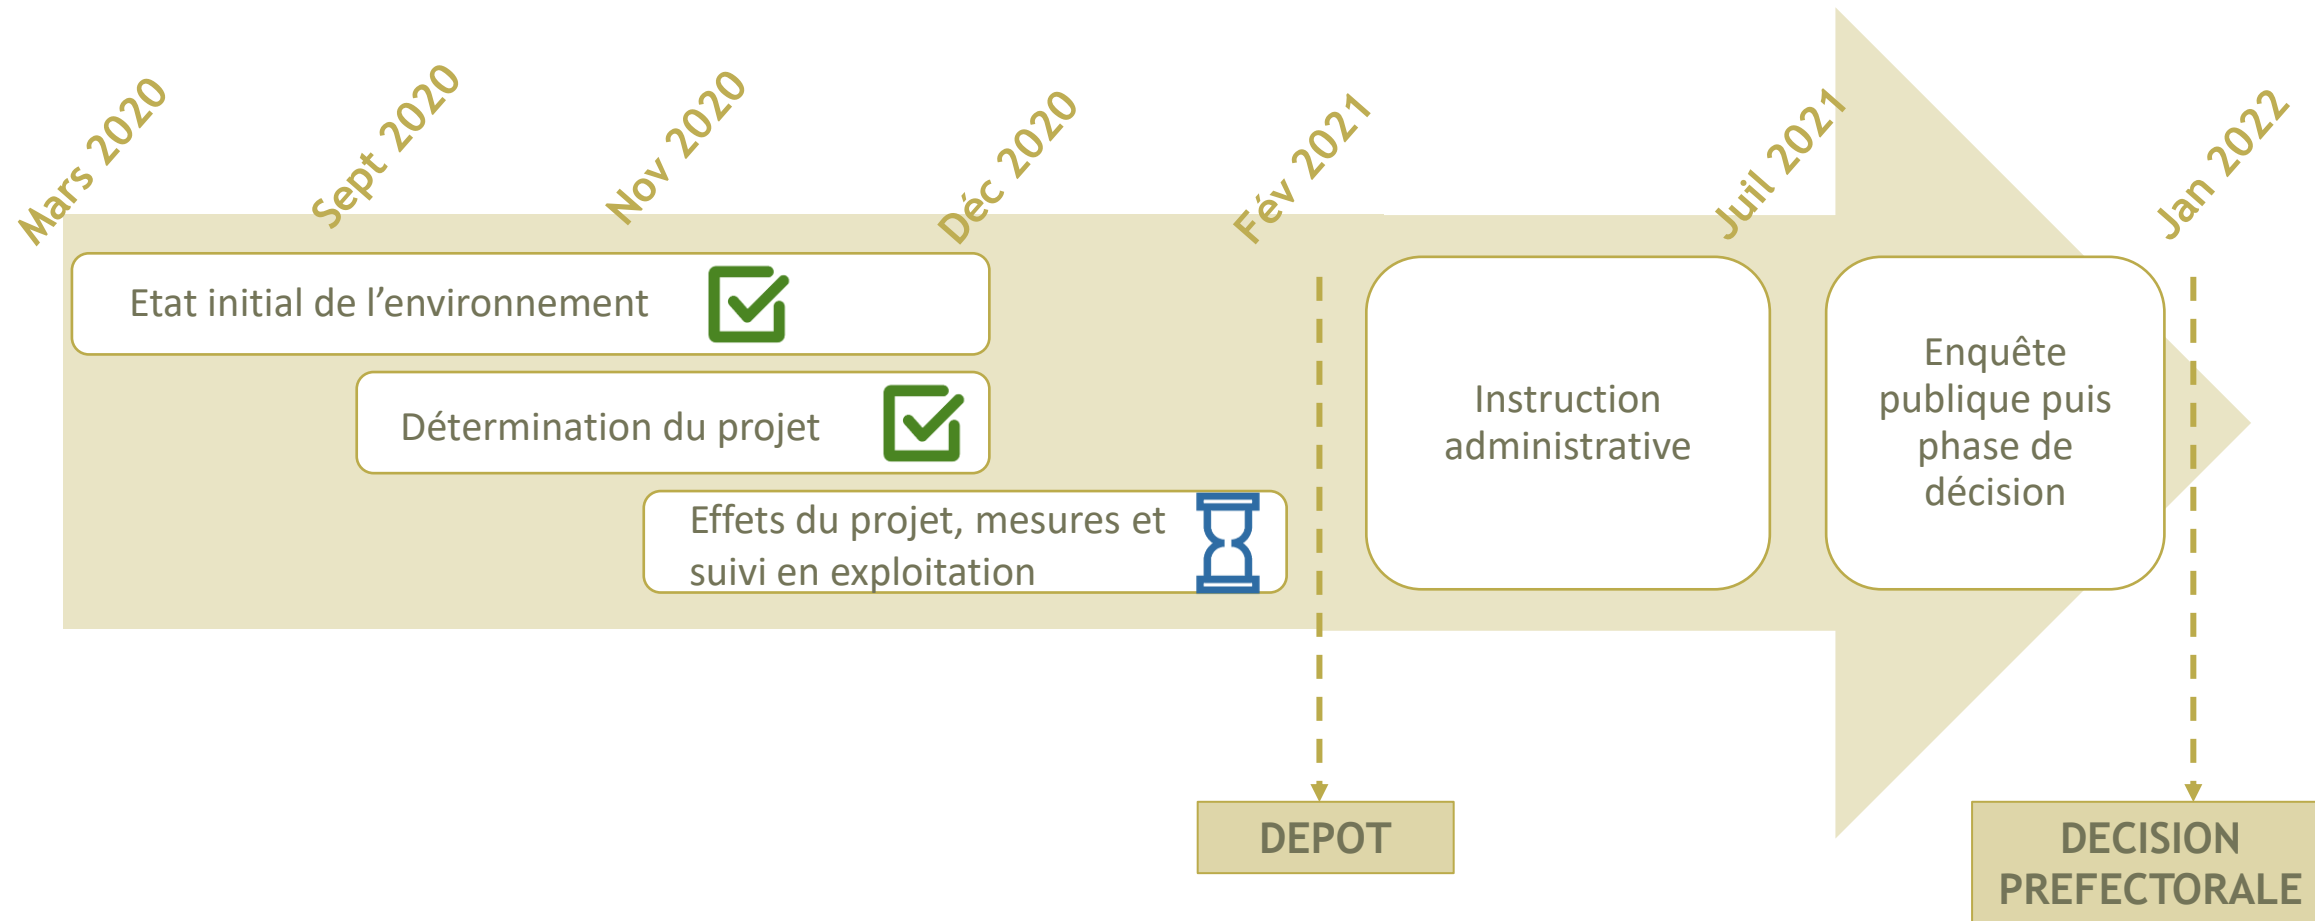 Mars 2020
Sept 2020
Nov 2020
Déc 2020
Fév 2021
Juil 2021
Jan 2022
Etat initial de l’environnement
Détermination du projet
Effets du projet, mesures et
suivi en exploitation
Instruction
administrative
Enquête
publique puis
phase de
décision
DEPOT
DECISION
PREFECTORALE